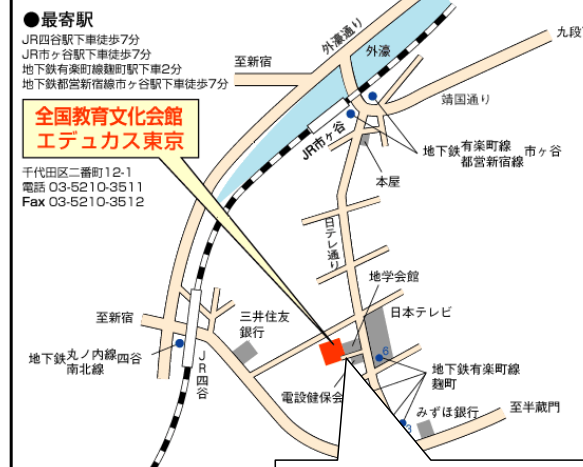 ●最寄駅
JR四谷駅下車徒歩7分
JR市ヶ谷駅下車徒歩7分
地下鉄有楽町線麹町駅下車2分
地下鉄都営新宿線市ヶ谷駅下車徒歩7分
全国教育文化会館
エデュカス東京
千代田区二番町12-1
電話 03-5210-3511
Fax 03-5210-3512
外濠通り
外濠
九段下
至新宿
靖国通り
JR市ヶ谷
地下鉄有楽町線
都営新宿線
市ヶ谷
本屋
日テレ通り
地学会館
日本テレビ
至新宿
三井住友
銀行
地下鉄
丸ノ内線
南北線
四谷
JR四谷
6
電設健保会
地下鉄有楽町線
麹町
みずほ銀行
至半蔵門
3